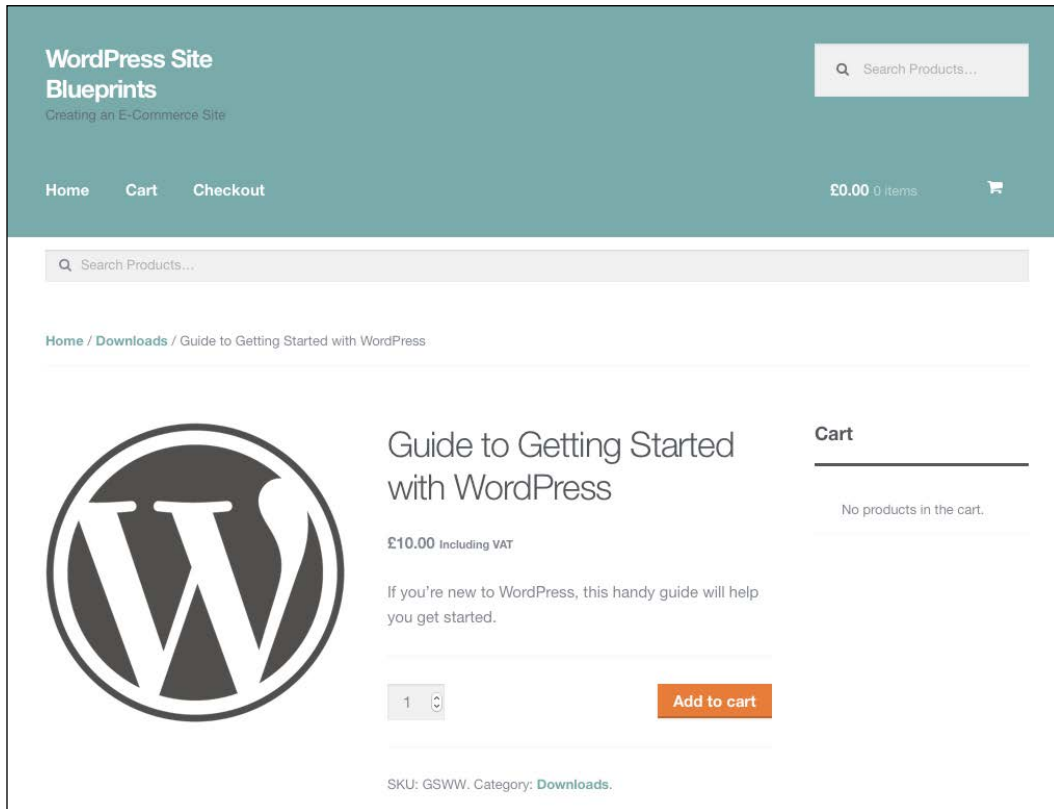 WordPress Site
Blueprints
Creating an E-Commerce Site
Search Products...
Home Cart Checkout
£0.00 0 items
Search Products...
Home / Downloads / Guide to Getting Started with WordPress
Guide to Getting Started
with WordPress
£10.00 Including VAT
If you're new to WordPress, this handy guide will help
you get started.
1
Add to cart
SKU: GSWW. Category: Downloads.
Cart
No products in the cart.